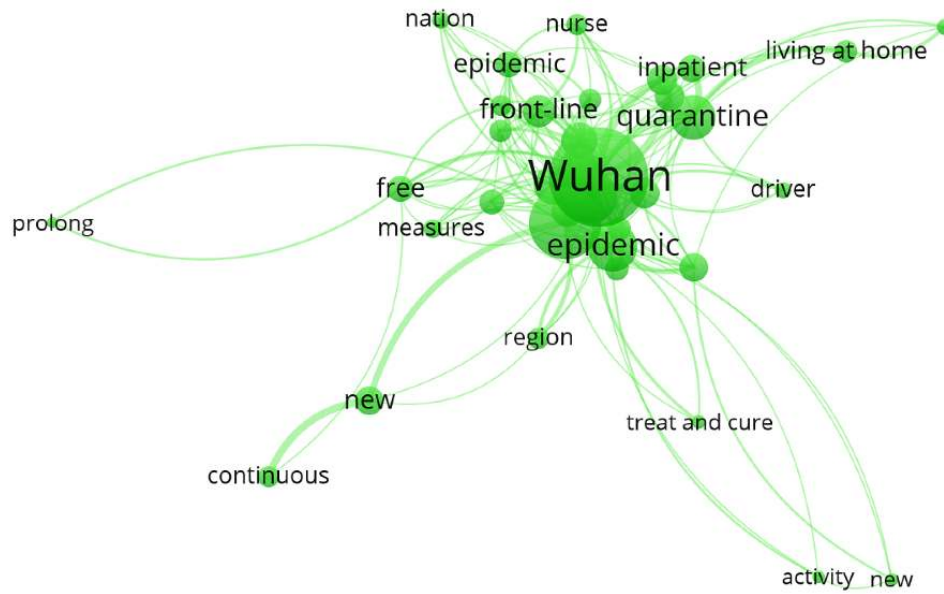 nation
nurse
living at home
epidemic
inpatient
front-line
quarantine
Wuhan
free
driver
prolong
measures
epidemic
region
new
treat and cure
continuous
activity
new